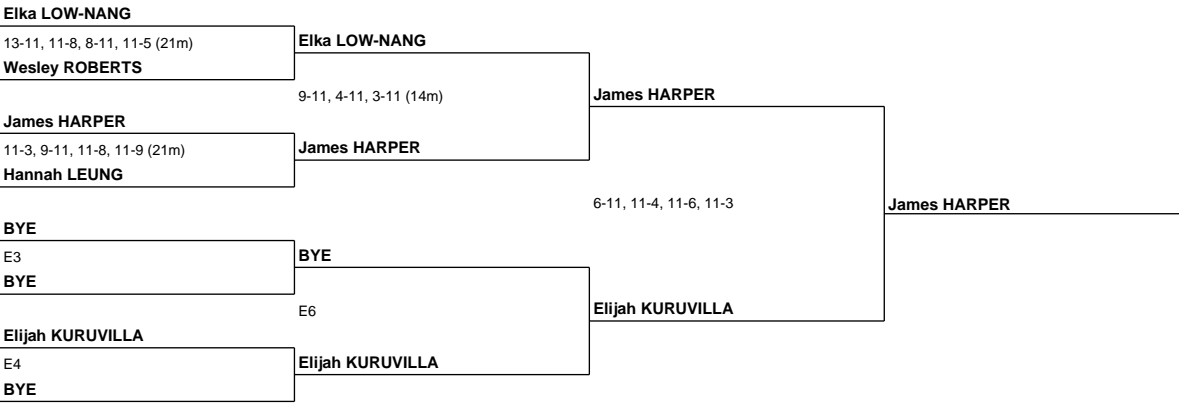 Elka LOW-NANG
13-11, 11-8, 8-11, 11-5 (21m)
Wesley ROBERTS
James HARPER
11-3, 9-11, 11-8, 11-9 (21m)
Hannah LEUNG
BYE
E3
BYE
Elijah KURUVILLA
E4
BYE
Elka LOW-NANG
9-11, 4-11, 3-11 (14m)
James HARPER
BYE
E6
Elijah KURUVILLA
James HARPER
6-11, 11-4, 11-6, 11-3
Elijah KURUVILLA
James HARPER